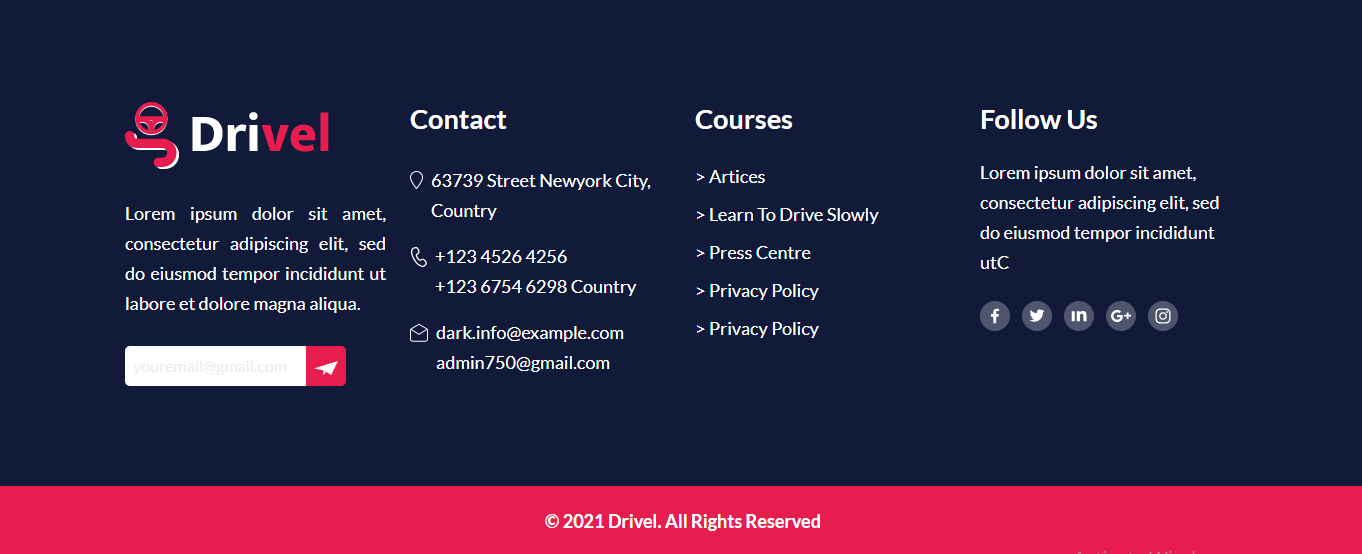 Drivel
Lorem ipsum dolor sit amet,
consectetur adipiscing elit, sed
do eiusmod tempor incididunt ut
labore et dolore magna aliqua.
youremail@gmail.com
Contact
63739 Street Newyork City,
Country
+123 4526 4256
+123 6754 6298 Country
dark.info@example.com
admin750@gmail.com
Courses
> Artices
> Learn To Drive Slowly
> Press Centre
> Privacy Policy
> Privacy Policy
Follow Us
Lorem ipsum dolor sit amet,
consectetur adipiscing elit, sed
do eiusmod tempor incididunt
utC
© 2021 Drivel. All Rights Reserved